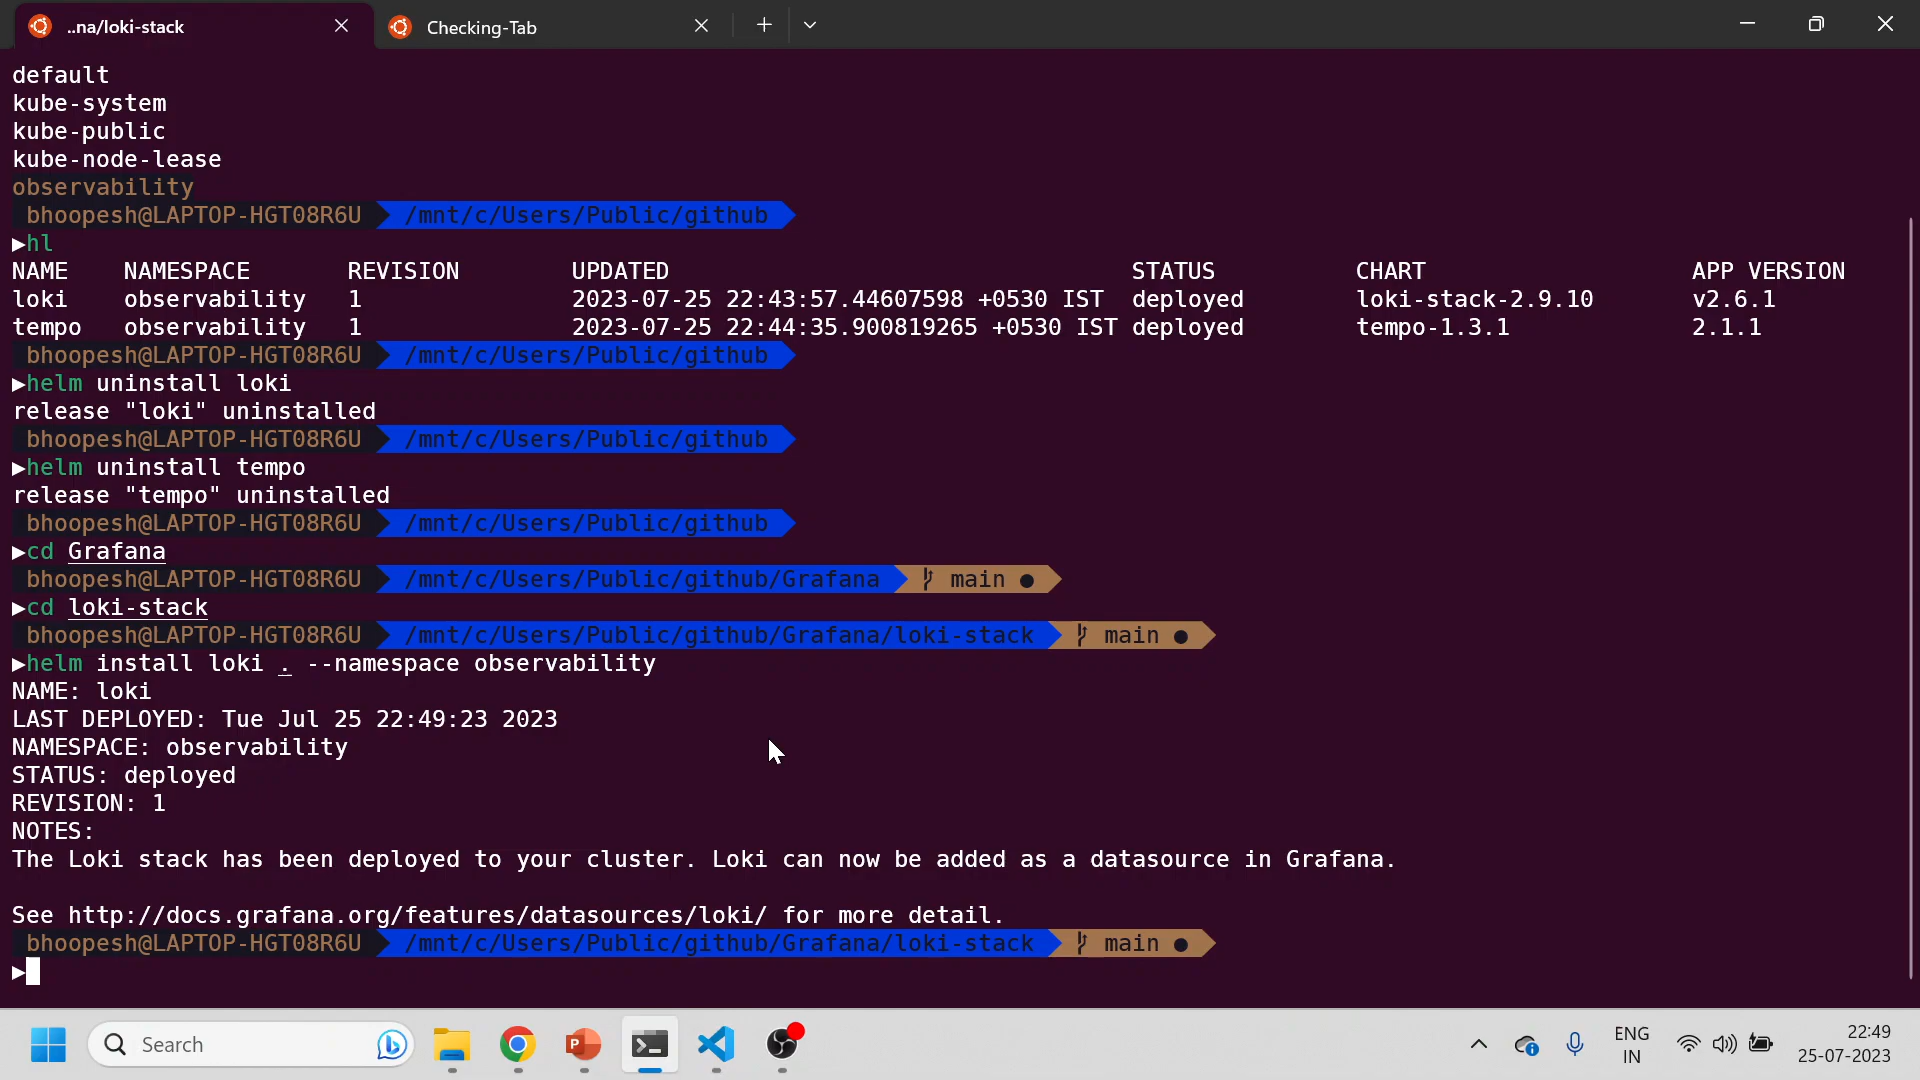 ..na/loki-stack
Checking-Tab
default
kube-system
kube-public
kube-node-lease
observability
bhoopesh@LAPTOP-HGT08R6U /mnt/c/Users/Public/github
▶hl
NAME NAMESPACE REVISION UPDATED STATUS CHART APP VERSION
loki observability 1 2023-07-25 22:43:57.44607598 +0530 IST deployed loki-stack-2.9.10 v2.6.1
tempo observability 1 2023-07-25 22:44:35.900819265 +0530 IST deployed tempo-1.3.1 2.1.1
bhoopesh@LAPTOP-HGT08R6U /mnt/c/Users/Public/github
▶helm uninstall loki
release "loki" uninstalled
bhoopesh@LAPTOP-HGT08R6U /mnt/c/Users/Public/github
▶helm uninstall tempo
release "tempo" uninstalled
bhoopesh@LAPTOP-HGT08R6U /mnt/c/Users/Public/github
▶cd Grafana
bhoopesh@LAPTOP-HGT08R6U /mnt/c/Users/Public/github/Grafana main ●
▶cd loki-stack
bhoopesh@LAPTOP-HGT08R6U /mnt/c/Users/Public/github/Grafana/loki-stack main ●
▶helm install loki . --namespace observability
NAME: loki
LAST DEPLOYED: Tue Jul 25 22:49:23 2023
NAMESPACE: observability
STATUS: deployed
REVISION: 1
NOTES:
The Loki stack has been deployed to your cluster. Loki can now be added as a datasource in Grafana.
See http://docs.grafana.org/features/datasources/loki/ for more detail.
bhoopesh@LAPTOP-HGT08R6U /mnt/c/Users/Public/github/Grafana/loki-stack main ●
▶
Search
ENG
IN
22:49
25-07-2023